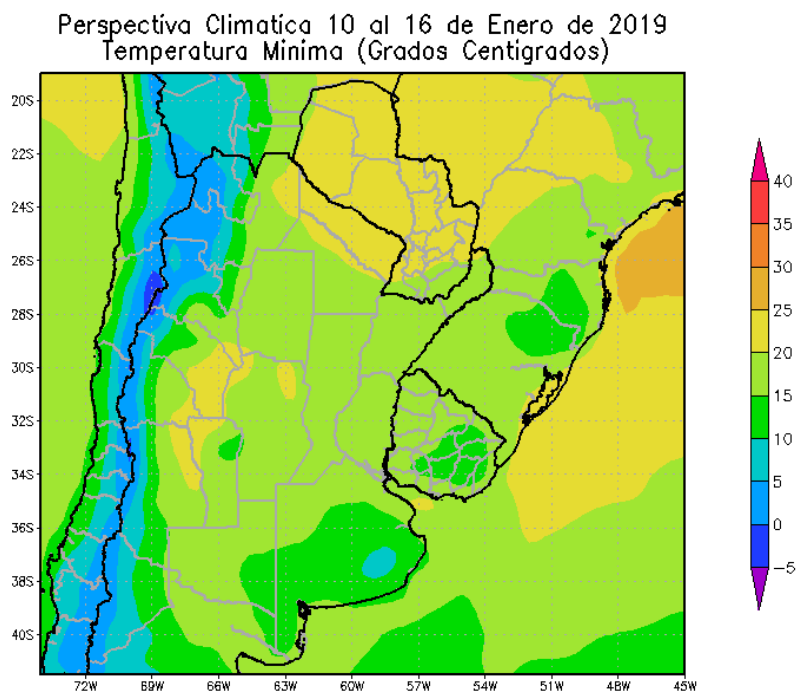 Perspectiva Climatica 10 al 16 de Enero de 2019
Temperatura Minima (Grados Centigrados)
20S
22S
24S
26S
28S
30S
32S
34S
36S
38S
40S
72W 69W 66W 63W 60W 57W 54W 51W 48W 45W
40
35
30
25
20
15
10
5
0
−5